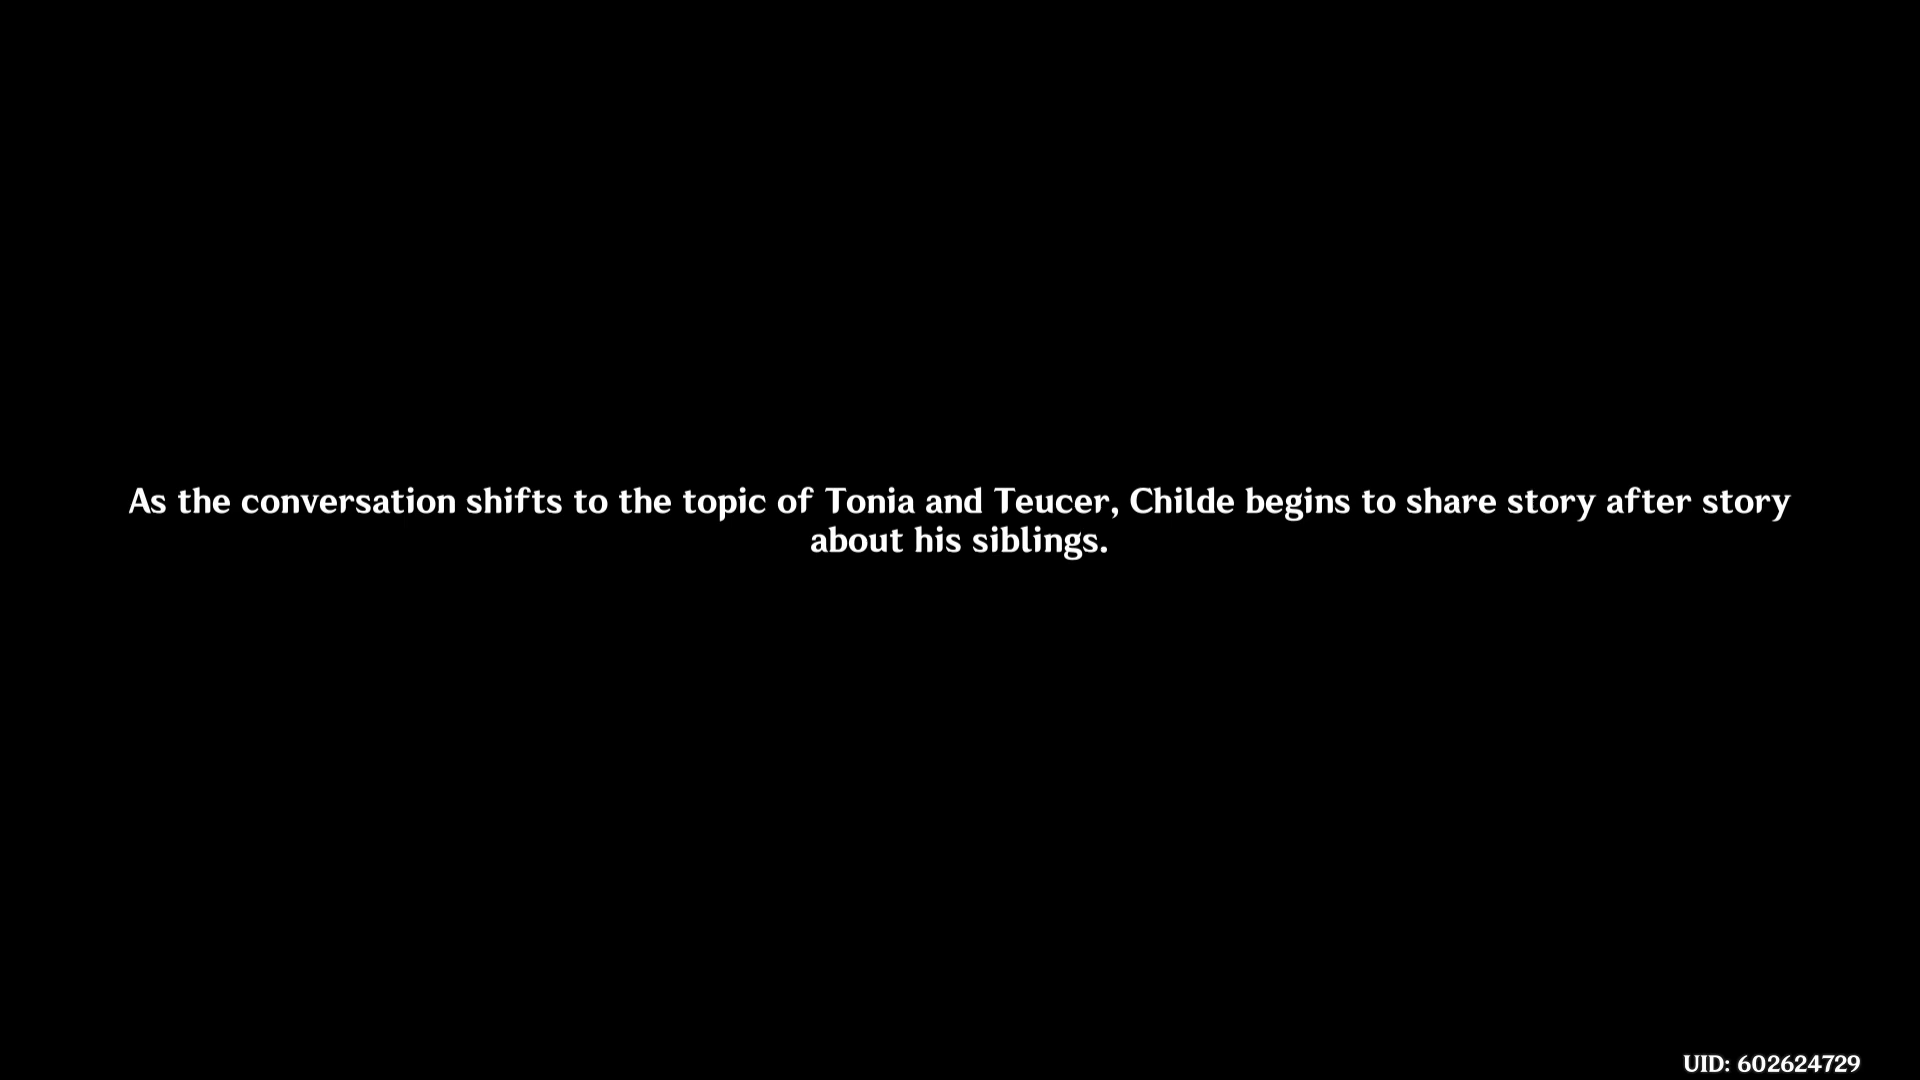 As the conversation shifts to the topic of Tonia and Teucer, Childe begins to share story after story
about his siblings.
UID: 602624729